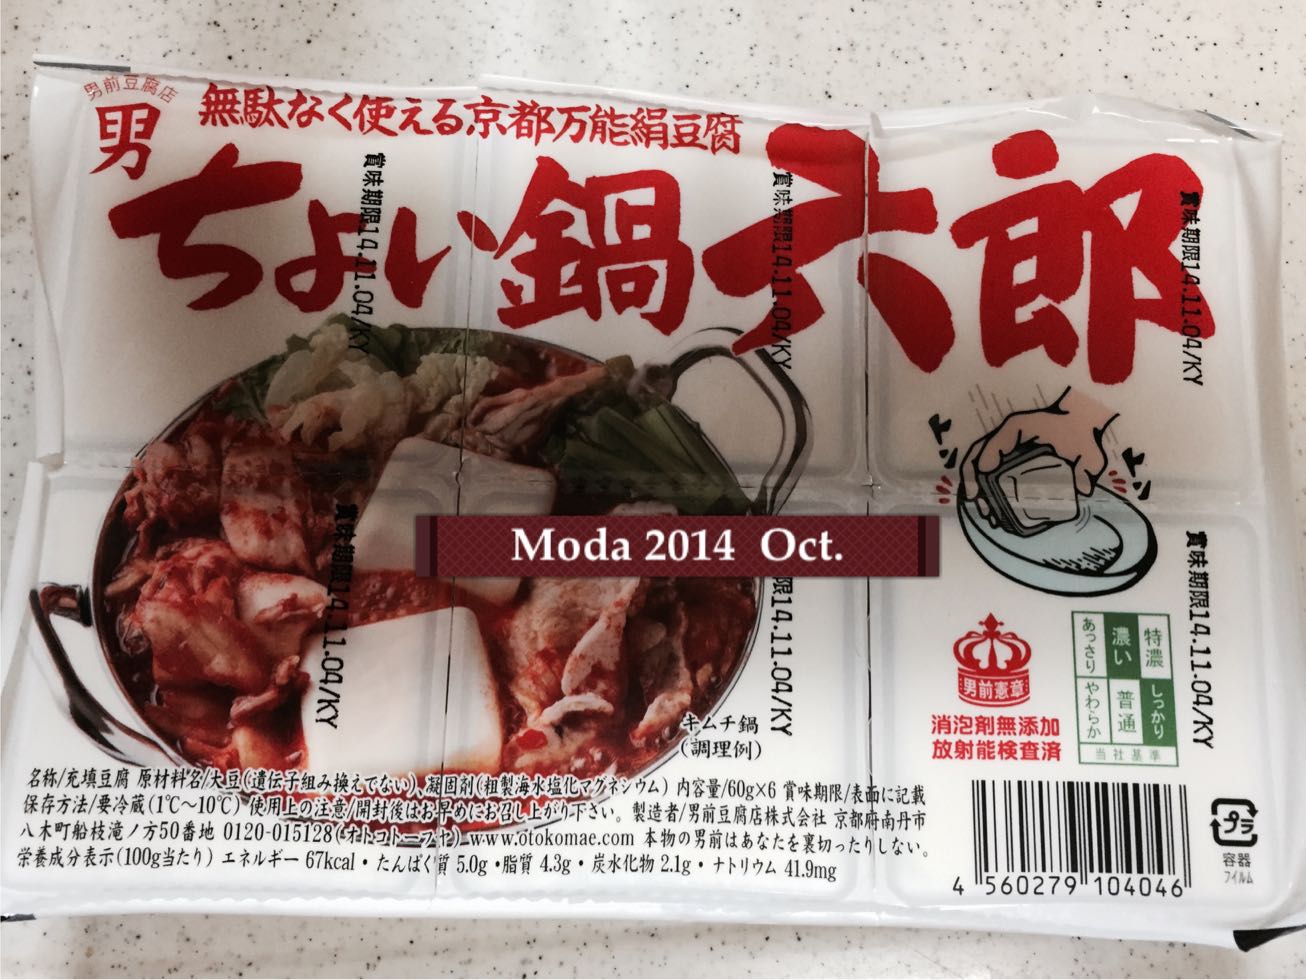 男前豆腐店
男
無駄なく使える京都万能絹豆腐
ちょい鍋六郎
賞味期限14.11.04/KY
賞味期限14.11.04/KY
賞味期限14.11.04/KY
Moda 2014 Oct.
賞味期限14.11.04/KY
賞味期限14.11.04/KY
賞味期限14.11.04/KY
トン
トン
男前憲章
消泡剤無添加
放射能検査済
特濃 濃い あっさり
しっかり 普通 やわらか
当社基準
キムチ鍋
(調理例)
名称/充填豆腐 原材料名/大豆(遺伝子組み換えでない)、凝固剤(粗製海水塩化マグネシウム) 内容量/60g×6 賞味期限/表面に記載
保存方法/要冷蔵(1℃〜10℃) 使用上の注意/開封後はお早めにお召し上がり下さい。製造者/男前豆腐店株式会社 京都府南丹市
八木町船枝滝ノ方50番地 0120-015128(オトコトーフヤ) www.otokomae.com 本物の男前はあなたを裏切ったりしない。
栄養成分表示(100g当たり) エネルギー 67kcal・たんぱく質 5.0g・脂質 4.3g・炭水化物 2.1g・ナトリウム 41.9mg
4 560279 104046
プラ
容器
フイルム